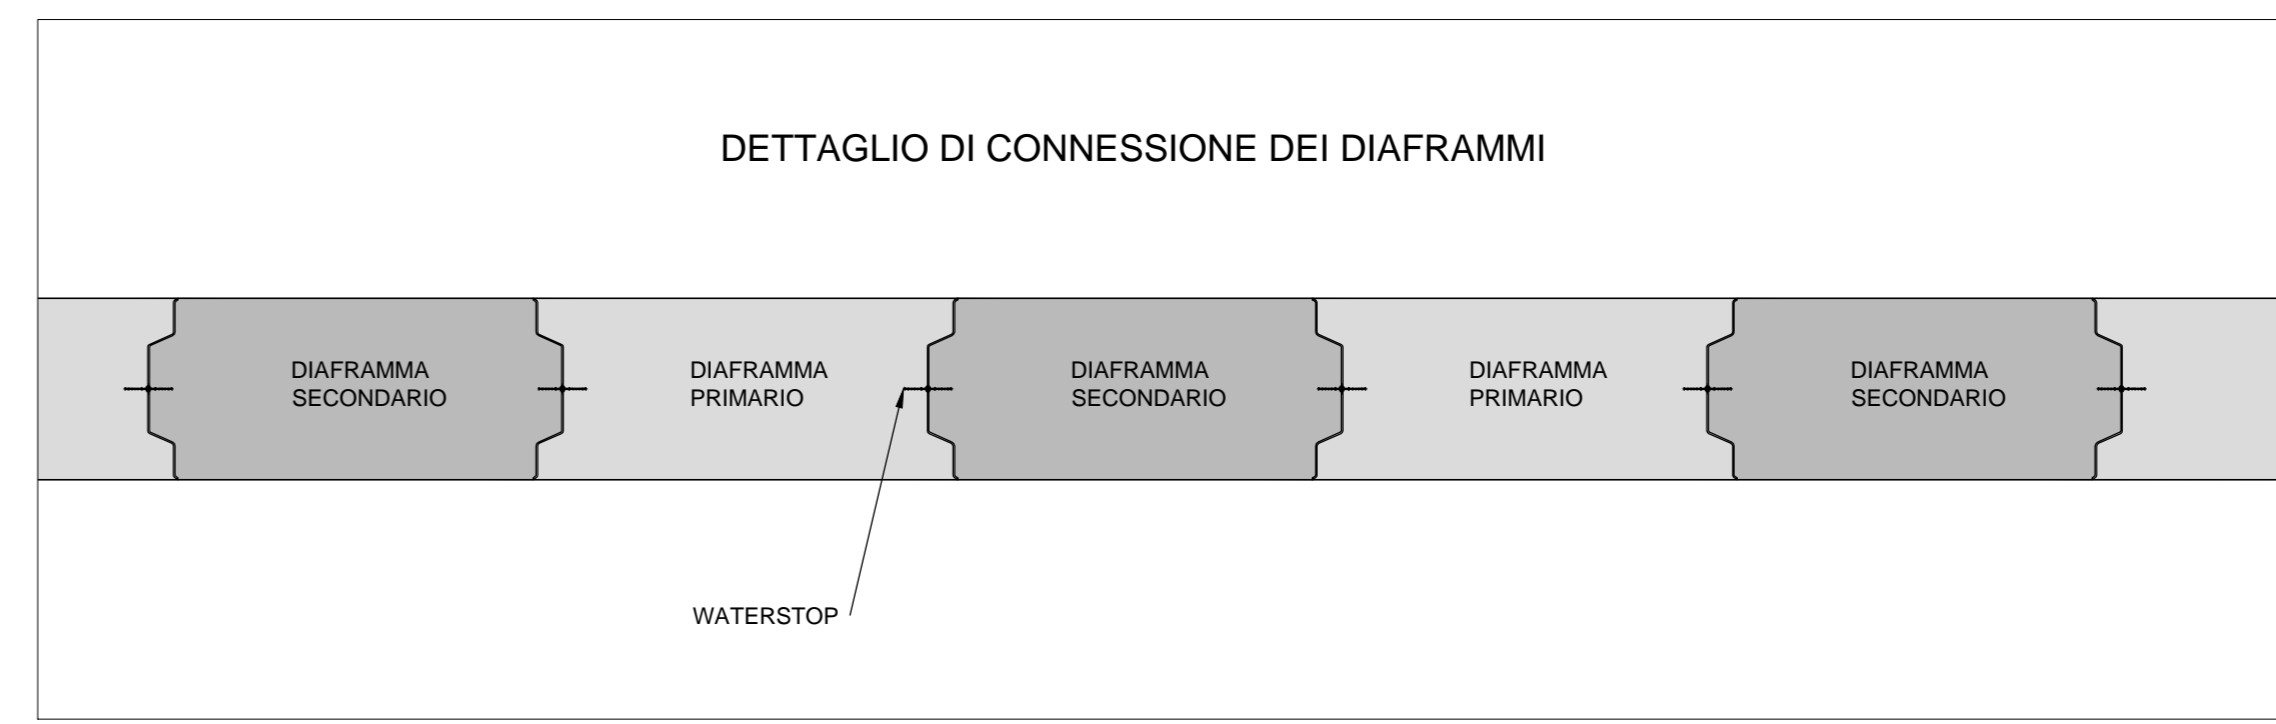 DETTAGLIO DI CONNESSIONE DEI DIAFRAMMI
DIAFRAMMA
SECONDARIO
DIAFRAMMA
PRIMARIO
DIAFRAMMA
SECONDARIO
DIAFRAMMA
PRIMARIO
DIAFRAMMA
SECONDARIO
WATERSTOP